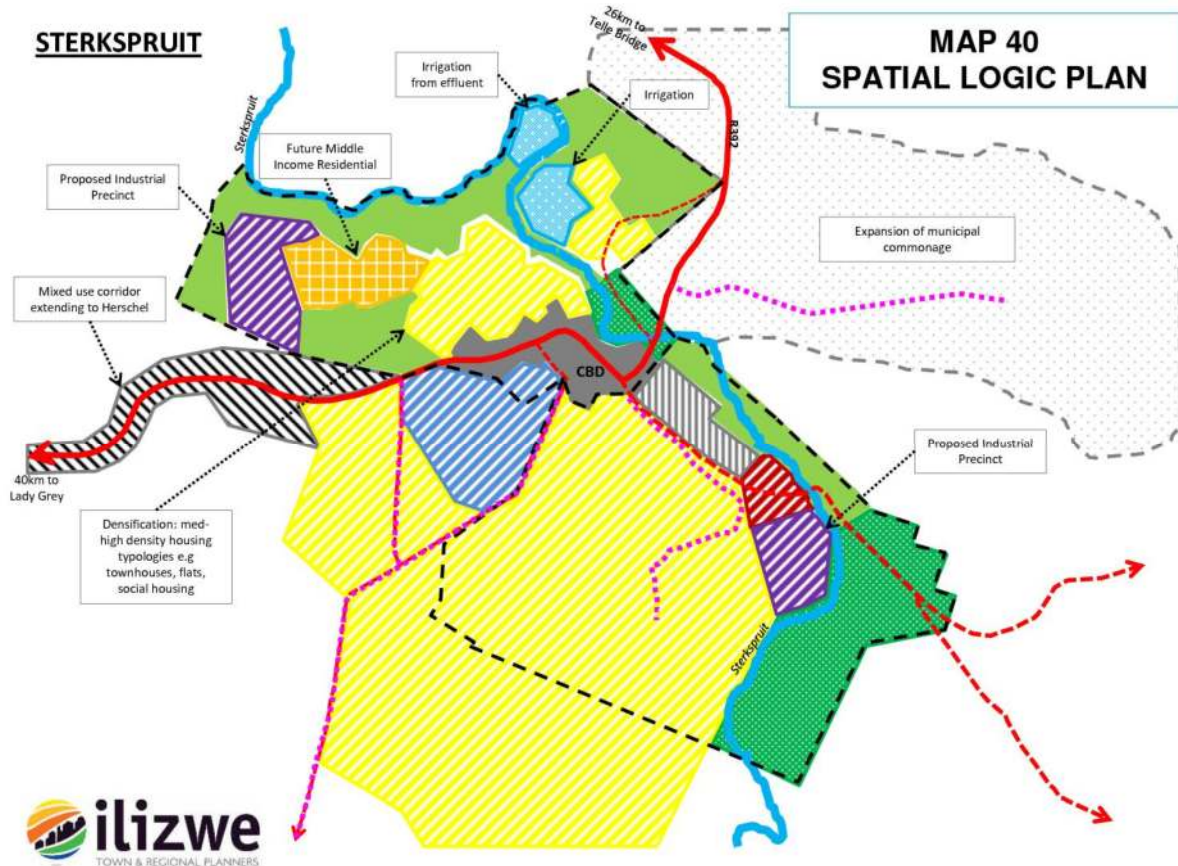 STERKSPRUIT
MAP 40
SPATIAL LOGIC PLAN
26km to
Telle Bridge
R392
Irrigation
from effluent
Irrigation
Sterkspruit
Future Middle
Income Residential
Proposed Industrial
Precinct
Expansion of municipal
commonage
Mixed use corridor
extending to Herschel
CBD
40km to
Lady Grey
Proposed Industrial
Precinct
Densification: med-
high density housing
typologies e.g
townhouses, flats,
social housing
Sterkspruit
ilizwe
TOWN & REGIONAL PLANNERS